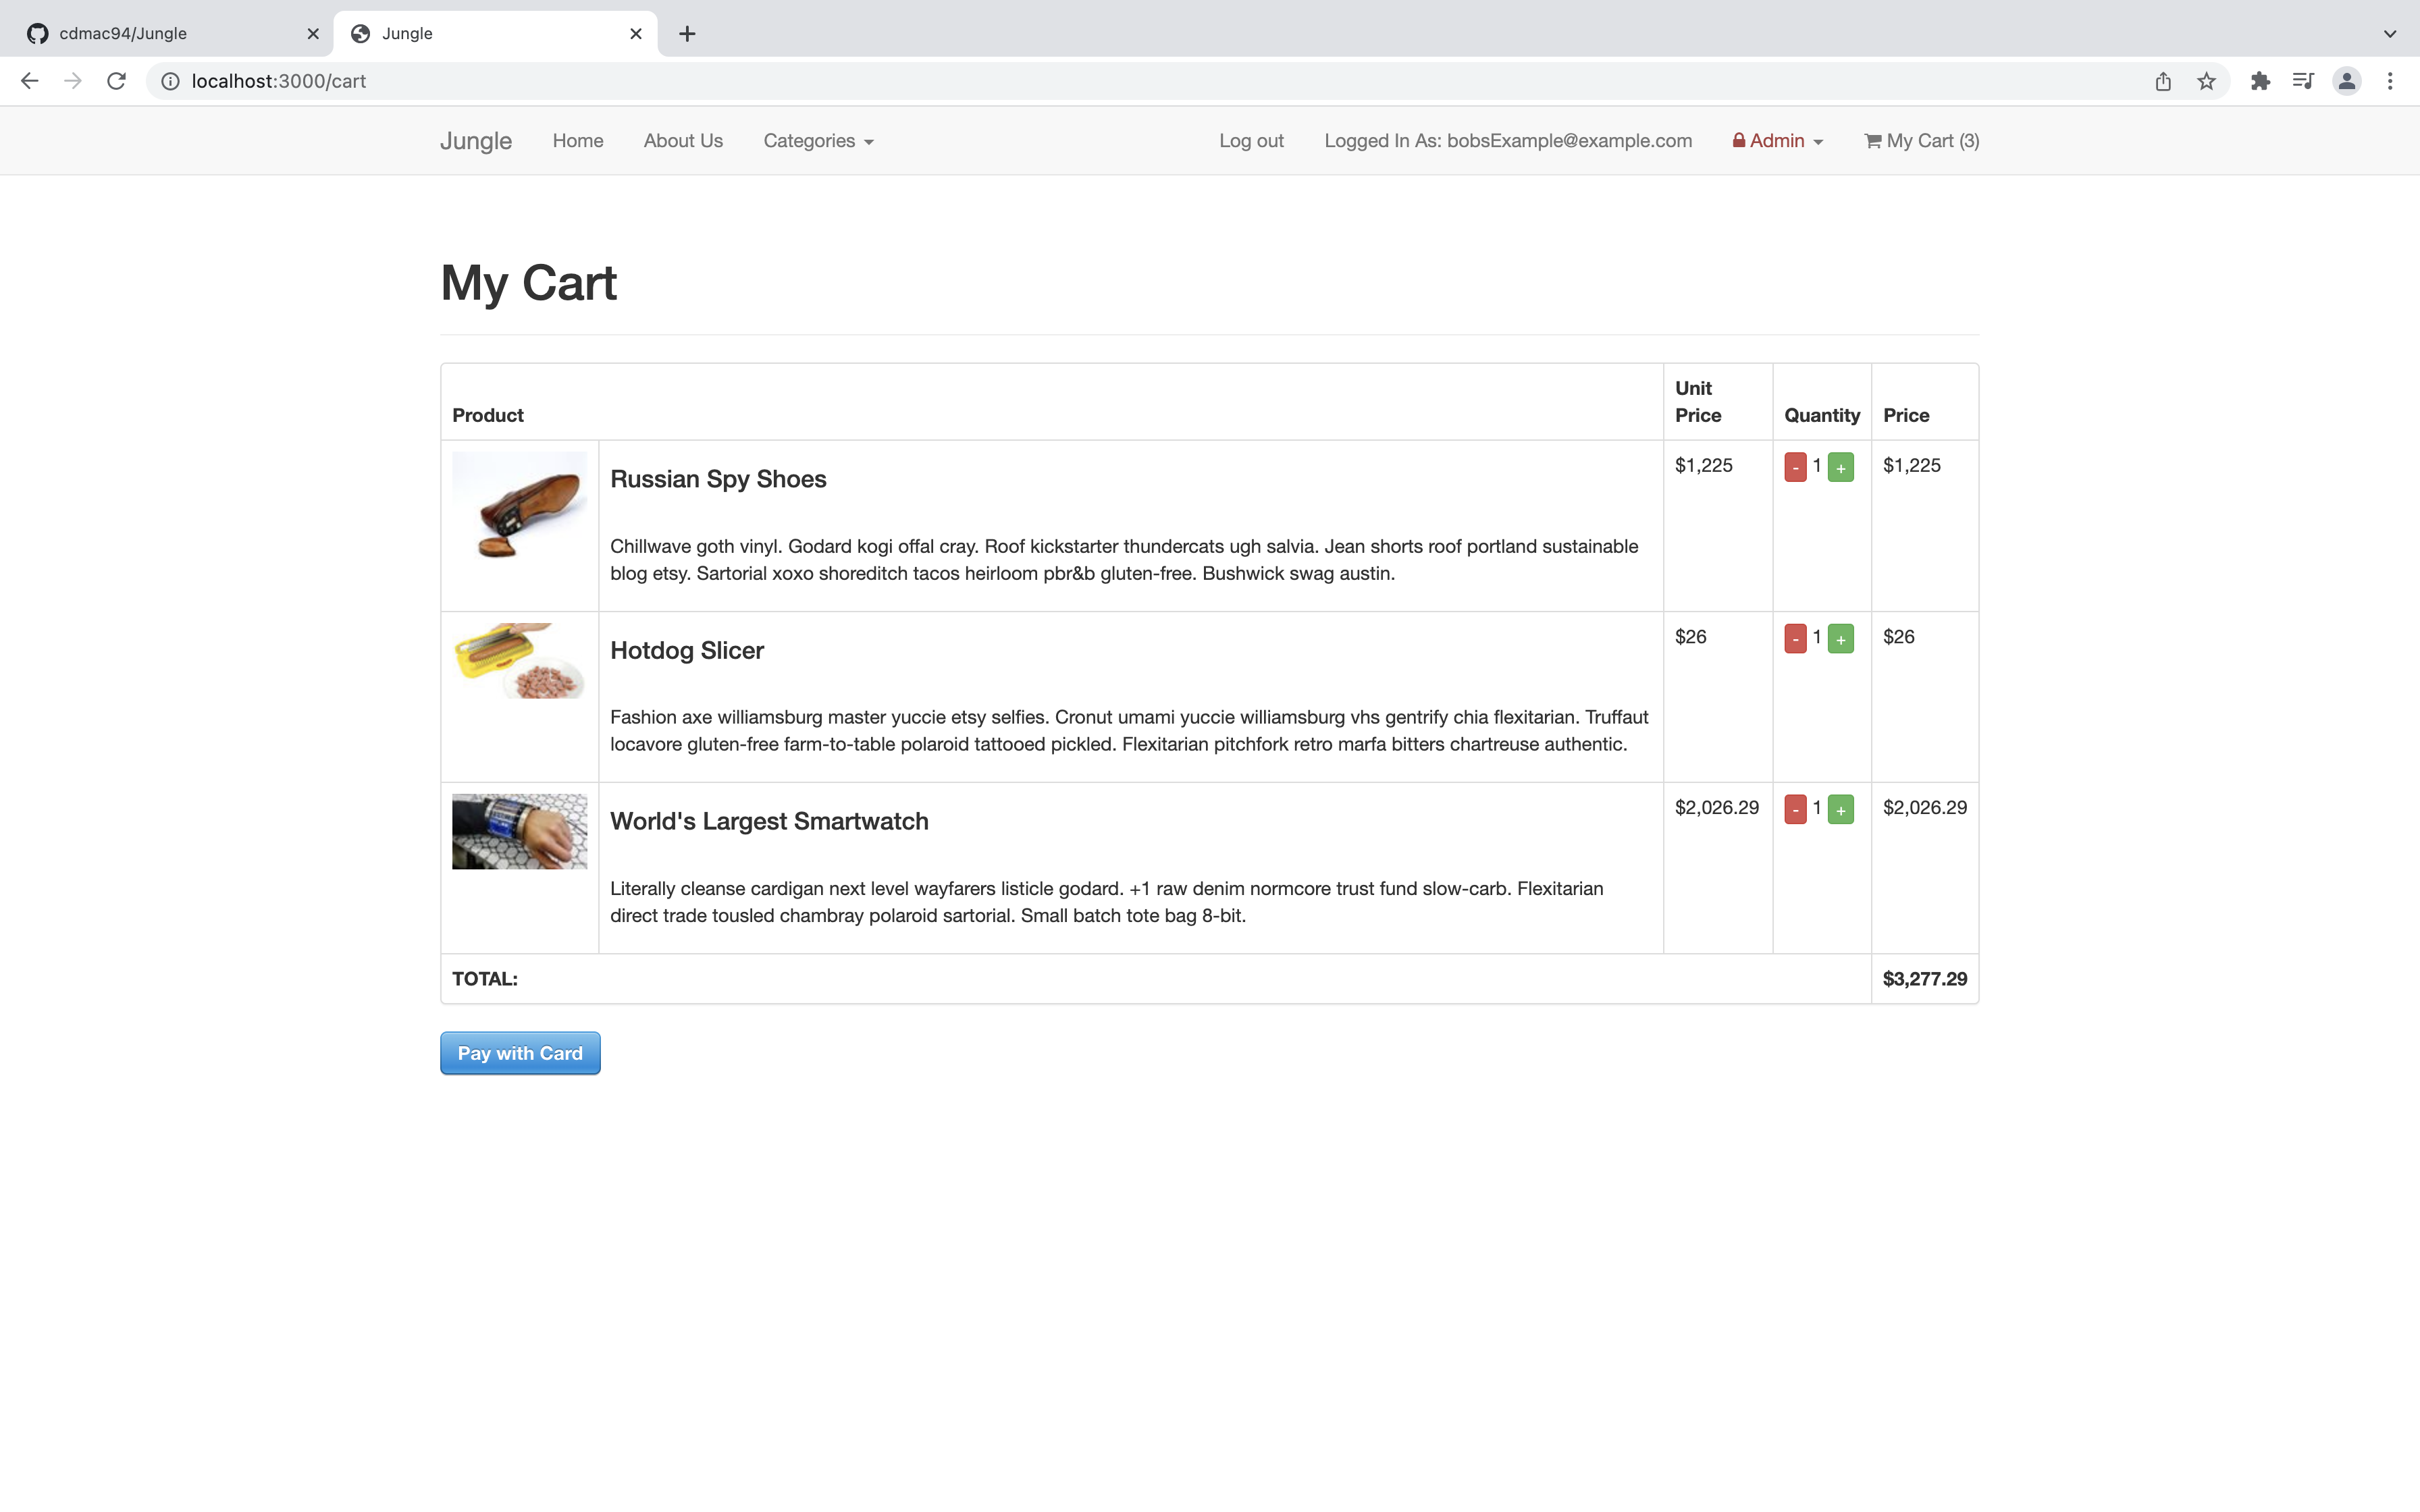 cdmac94/Jungle
Jungle
localhost:3000/cart
Jungle Home About Us Categories Log out Logged In As: bobsExample@example.com Admin My Cart (3)
My Cart
Product Unit Price Quantity Price
Russian Spy Shoes $1,225 - 1 + $1,225
Chillwave goth vinyl. Godard kogi offal cray. Roof kickstarter thundercats ugh salvia. Jean shorts roof portland sustainable
blog etsy. Sartorial xoxo shoreditch tacos heirloom pbr&b gluten-free. Bushwick swag austin.
Hotdog Slicer $26 - 1 + $26
Fashion axe williamsburg master yuccie etsy selfies. Cronut umami yuccie williamsburg vhs gentrify chia flexitarian. Truffaut
locavore gluten-free farm-to-table polaroid tattooed pickled. Flexitarian pitchfork retro marfa bitters chartreuse authentic.
World's Largest Smartwatch $2,026.29 - 1 + $2,026.29
Literally cleanse cardigan next level wayfarers listicle godard. +1 raw denim normcore trust fund slow-carb. Flexitarian
direct trade tousled chambray polaroid sartorial. Small batch tote bag 8-bit.
TOTAL: $3,277.29
Pay with Card